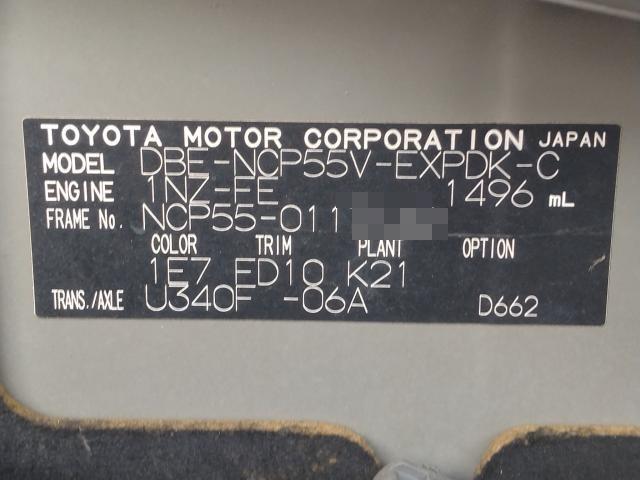 TOYOTA MOTOR CORPORATION JAPAN
MODEL DBE-NCP55V-EXPDK-C
ENGINE 1NZ-FE 1496 mL
FRAME No. NCP55-011
COLOR TRIM PLANT OPTION
1E7 FD10 K21
TRANS./AXLE U340F -06A D662